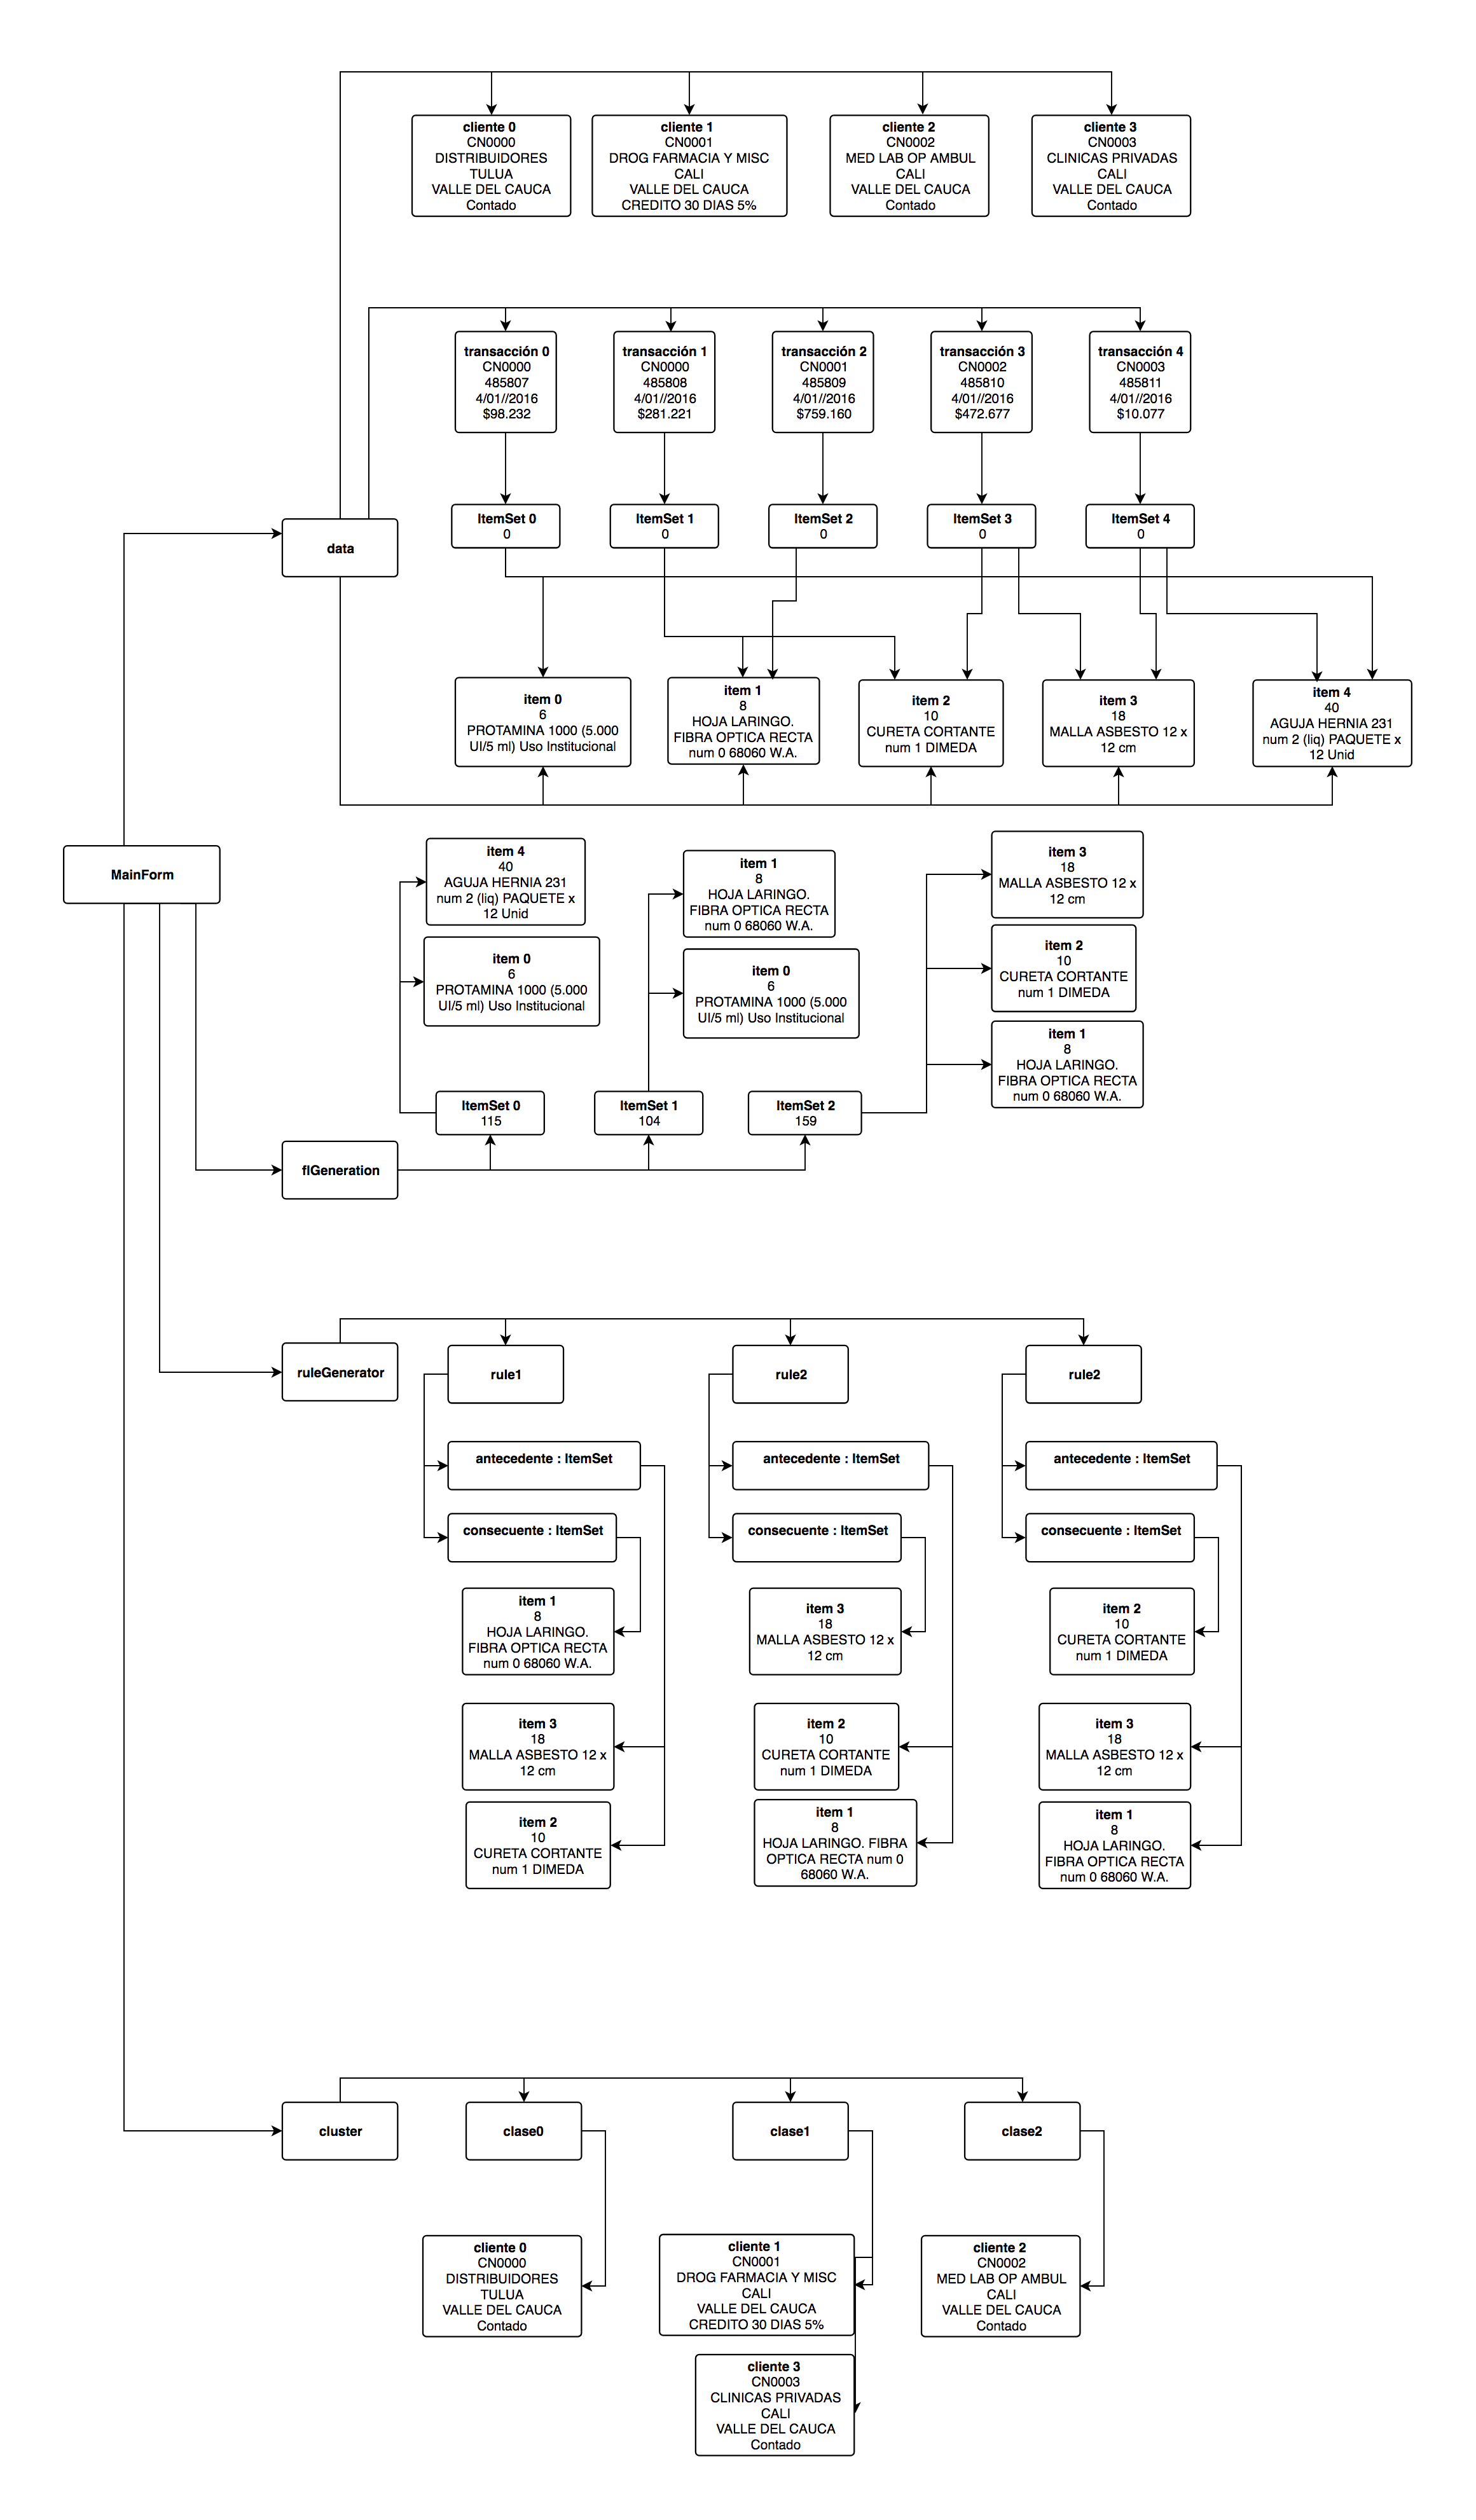 cliente 0
CN0000
DISTRIBUIDORES
TULUA
VALLE DEL CAUCA
Contado
cliente 1
CN0001
DROG FARMACIA Y MISC
CALI
VALLE DEL CAUCA
CREDITO 30 DIAS 5%
cliente 2
CN0002
MED LAB OP AMBUL
CALI
VALLE DEL CAUCA
Contado
cliente 3
CN0003
CLINICAS PRIVADAS
CALI
VALLE DEL CAUCA
Contado
transacción 0
CN0000
485807
4/01//2016
$98.232
transacción 1
CN0000
485808
4/01//2016
$281.221
transacción 2
CN0001
485809
4/01//2016
$759.160
transacción 3
CN0002
485810
4/01//2016
$472.677
transacción 4
CN0003
485811
4/01//2016
$10.077
data
ItemSet 0
0
ItemSet 1
0
ItemSet 2
0
ItemSet 3
0
ItemSet 4
0
item 0
6
PROTAMINA 1000 (5.000
UI/5 ml) Uso Institucional
item 1
8
HOJA LARINGO.
FIBRA OPTICA RECTA
num 0 68060 W.A.
item 2
10
CURETA CORTANTE
num 1 DIMEDA
item 3
18
MALLA ASBESTO 12 x
12 cm
item 4
40
AGUJA HERNIA 231
num 2 (liq) PAQUETE x
12 Unid
MainForm
item 4
40
AGUJA HERNIA 231
num 2 (liq) PAQUETE x
12 Unid
item 0
6
PROTAMINA 1000 (5.000
UI/5 ml) Uso Institucional
item 1
8
HOJA LARINGO.
FIBRA OPTICA RECTA
num 0 68060 W.A.
item 0
6
PROTAMINA 1000 (5.000
UI/5 ml) Uso Institucional
item 3
18
MALLA ASBESTO 12 x
12 cm
item 2
10
CURETA CORTANTE
num 1 DIMEDA
item 1
8
HOJA LARINGO.
FIBRA OPTICA RECTA
num 0 68060 W.A.
ItemSet 0
115
ItemSet 1
104
ItemSet 2
159
fIGeneration
ruleGenerator
rule1
rule2
rule2
antecedente : ItemSet
antecedente : ItemSet
antecedente : ItemSet
consecuente : ItemSet
consecuente : ItemSet
consecuente : ItemSet
item 1
8
HOJA LARINGO.
FIBRA OPTICA RECTA
num 0 68060 W.A.
item 3
18
MALLA ASBESTO 12 x
12 cm
item 2
10
CURETA CORTANTE
num 1 DIMEDA
item 3
18
MALLA ASBESTO 12 x
12 cm
item 2
10
CURETA CORTANTE
num 1 DIMEDA
item 3
18
MALLA ASBESTO 12 x
12 cm
item 2
10
CURETA CORTANTE
num 1 DIMEDA
item 1
8
HOJA LARINGO. FIBRA
OPTICA RECTA num 0
68060 W.A.
item 1
8
HOJA LARINGO.
FIBRA OPTICA RECTA
num 0 68060 W.A.
cluster
clase0
clase1
clase2
cliente 0
CN0000
DISTRIBUIDORES
TULUA
VALLE DEL CAUCA
Contado
cliente 1
CN0001
DROG FARMACIA Y MISC
CALI
VALLE DEL CAUCA
CREDITO 30 DIAS 5%
cliente 2
CN0002
MED LAB OP AMBUL
CALI
VALLE DEL CAUCA
Contado
cliente 3
CN0003
CLINICAS PRIVADAS
CALI
VALLE DEL CAUCA
Contado